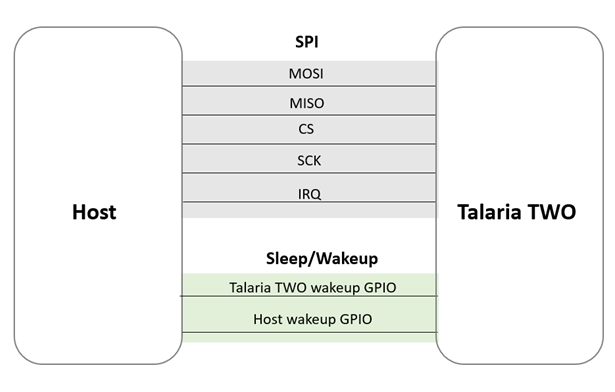 SPI
MOSI
MISO
CS
SCK
IRQ
Host
Talaria TWO
Sleep/Wakeup
Talaria TWO wakeup GPIO
Host wakeup GPIO